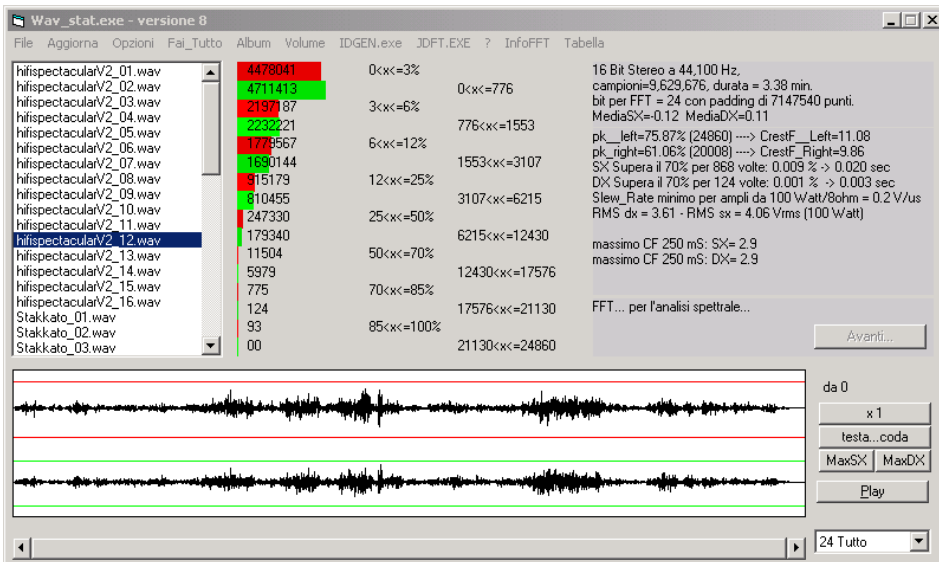 Wav_stat.exe - versione 8
File Aggiorna Opzioni Fai_Tutto Album Volume IDGEN.exe JDFT.EXE ? InfoFFT Tabella
hifispectacularV2_01.wav
hifispectacularV2_02.wav
hifispectacularV2_03.wav
hifispectacularV2_04.wav
hifispectacularV2_05.wav
hifispectacularV2_06.wav
hifispectacularV2_07.wav
hifispectacularV2_08.wav
hifispectacularV2_09.wav
hifispectacularV2_10.wav
hifispectacularV2_11.wav
hifispectacularV2_12.wav
hifispectacularV2_13.wav
hifispectacularV2_14.wav
hifispectacularV2_15.wav
hifispectacularV2_16.wav
Stakkato_01.wav
Stakkato_02.wav
Stakkato_03.wav
4478041 0<x<=3%
4711413 0<x<=776
2197187 3<x<=6%
2232221 776<x<=1553
1779567 6<x<=12%
1690144 1553<x<=3107
915179 12<x<=25%
810455 3107<x<=6215
247330 25<x<=50%
179340 6215<x<=12430
11504 50<x<=70%
5979 12430<x<=17576
775 70<x<=85%
124 17576<x<=21130
93 85<x<=100%
00 21130<x<=24860
16 Bit Stereo a 44,100 Hz,
campioni=9,629,676, durata = 3.38 min.
bit per FFT = 24 con padding di 7147540 punti.
MediaSX=-0.12 MediaDX=0.11
pk__left=75.87% (24860) ----> CrestF__Left=11.08
pk_right=61.06% (20008) ----> CrestF_Right=9.86
SX Supera il 70% per 868 volte: 0.009 % -> 0.020 sec
DX Supera il 70% per 124 volte: 0.001 % -> 0.003 sec
Slew_Rate minimo per ampli da 100 Watt/8ohm = 0.2 V/us
RMS dx = 3.61 - RMS sx = 4.06 Vrms (100 Watt)
massimo CF 250 mS: SX= 2.9
massimo CF 250 mS: DX= 2.9
FFT... per l'analisi spettrale...
Avanti...
da 0
x 1
testa...coda
MaxSX MaxDX
Play
24 Tutto